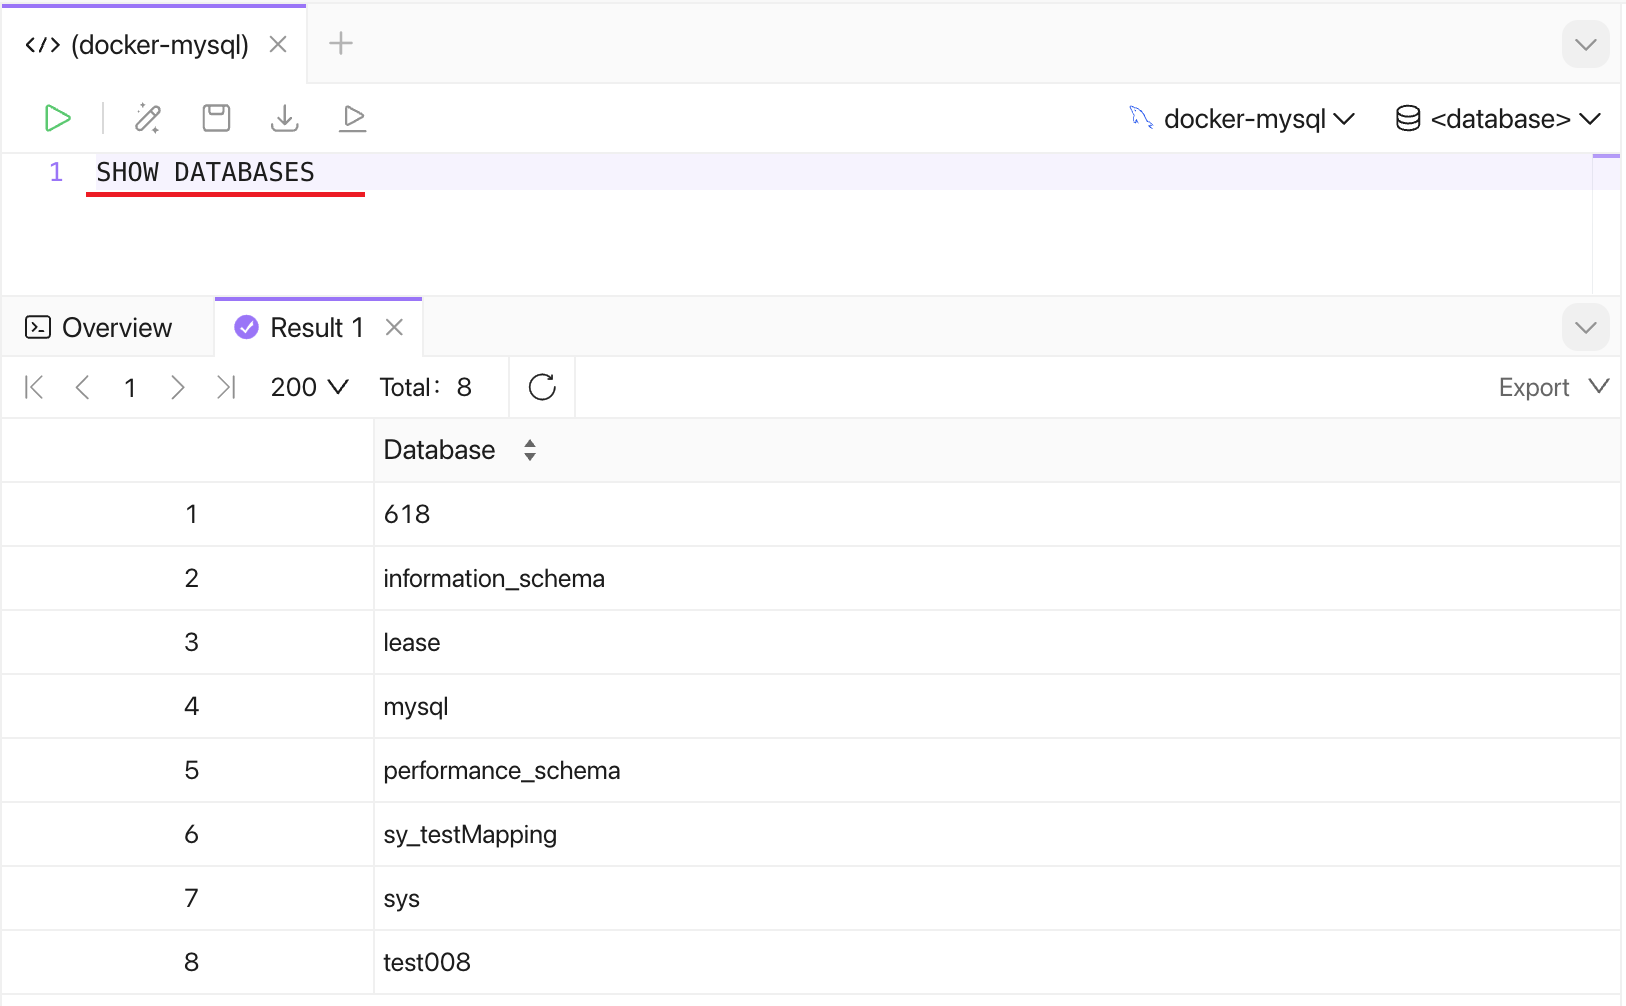 </> (docker-mysql)
docker-mysql <database>
1 SHOW DATABASES
Overview Result 1
1 200 Total: 8 Export
Database
1 618
2 information_schema
3 lease
4 mysql
5 performance_schema
6 sy_testMapping
7 sys
8 test008